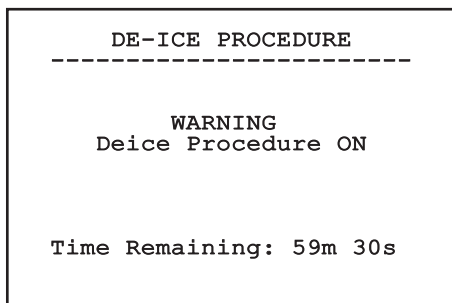 DE-ICE PROCEDURE
------------------------
WARNING
Deice Procedure ON
Time Remaining: 59m 30s